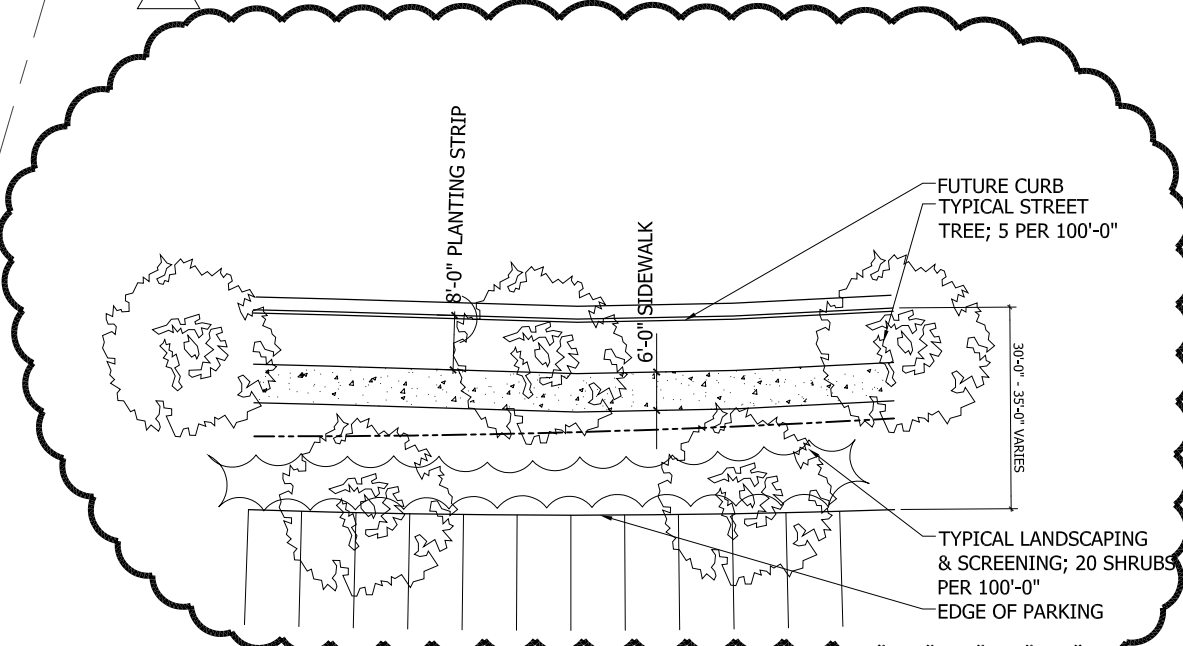 8'-0" PLANTING STRIP
6'-0" SIDEWALK
FUTURE CURB
TYPICAL STREET
TREE; 5 PER 100'-0"
30'-0" - 35'-0" VARIES
TYPICAL LANDSCAPING
& SCREENING; 20 SHRUBS
PER 100'-0"
EDGE OF PARKING